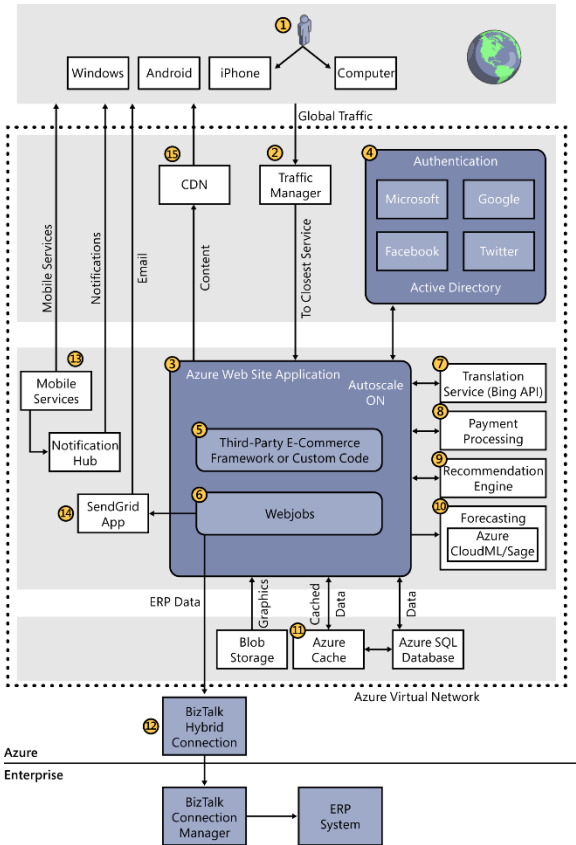 1
Windows
Android
iPhone
Computer
Global Traffic
15
CDN
2
Traffic
Manager
4
Authentication
Microsoft
Google
Facebook
Twitter
Active Directory
Mobile Services
Notifications
Email
Content
To Closest Service
13
Mobile
Services
Notification
Hub
14
SendGrid
App
3
Azure Web Site Application
Autoscale
ON
5
Third-Party E-Commerce
Framework or Custom Code
6
Webjobs
7
Translation
Service (Bing API)
8
Payment
Processing
9
Recommendation
Engine
10
Forecasting
Azure
CloudML/Sage
ERP Data
Graphics
Cached
Data
Data
Blob
Storage
11
Azure
Cache
Azure SQL
Database
Azure Virtual Network
12
BizTalk
Hybrid
Connection
Azure
Enterprise
BizTalk
Connection
Manager
ERP
System